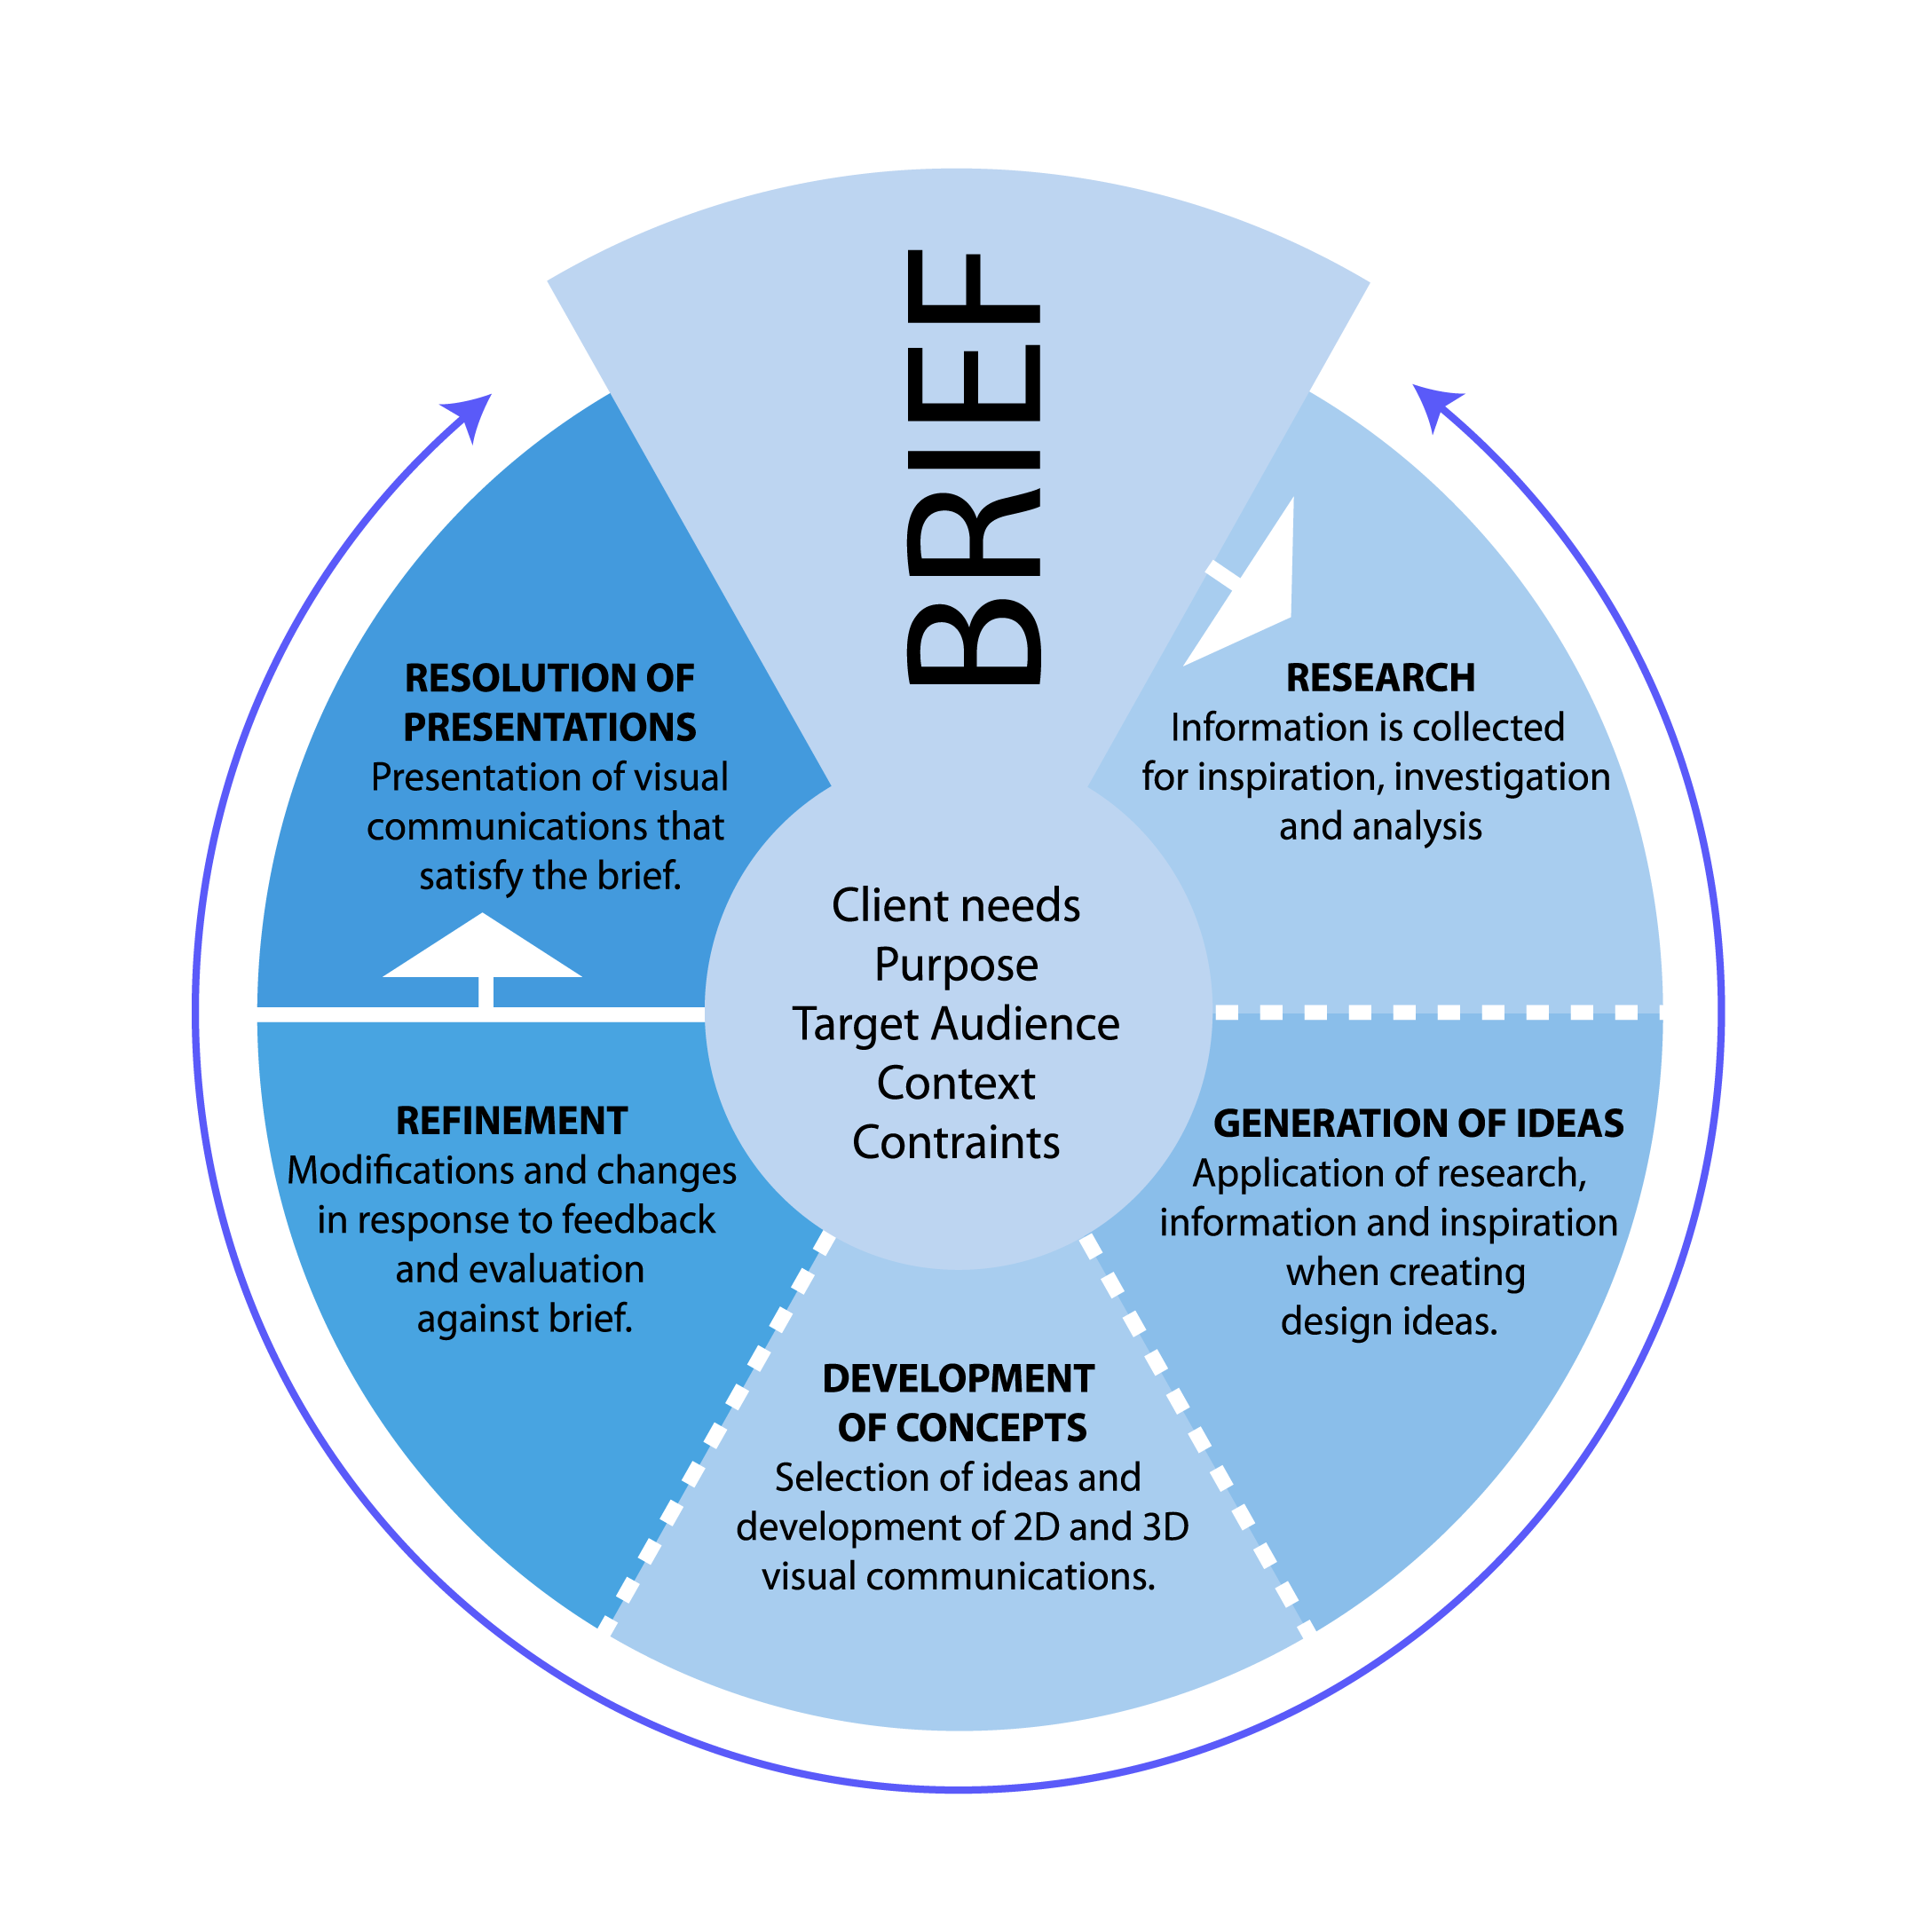 BRIEF
Client needs
Purpose
Target Audience
Context
Contraints
RESEARCH
Information is collected
for inspiration, investigation
and analysis
GENERATION OF IDEAS
Application of research,
information and inspiration
when creating
design ideas.
DEVELOPMENT
OF CONCEPTS
Selection of ideas and
development of 2D and 3D
visual communications.
REFINEMENT
Modifications and changes
in response to feedback
and evaluation
against brief.
RESOLUTION OF
PRESENTATIONS
Presentation of visual
communications that
satisfy the brief.